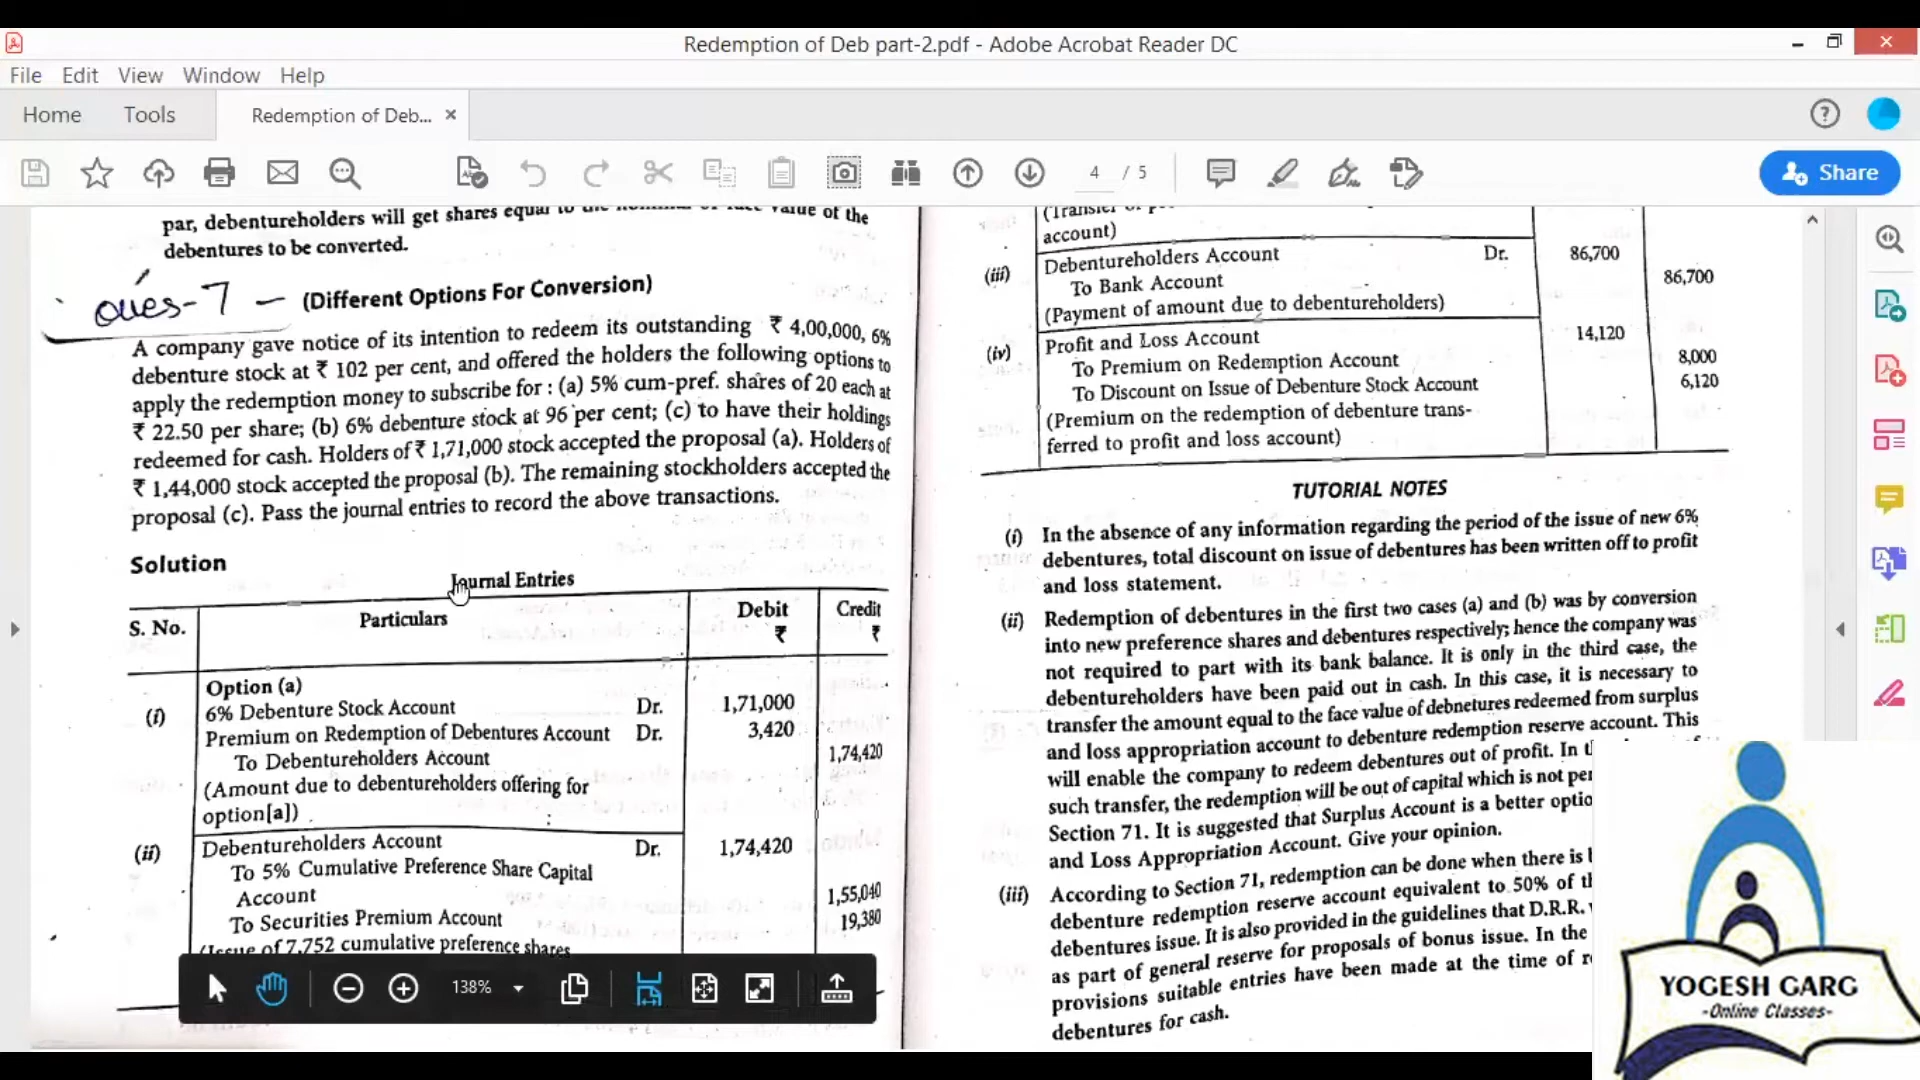 Redemption of Deb part-2.pdf - Adobe Acrobat Reader DC
File Edit View Window Help
Home Tools Redemption of Deb... ×
4 / 5
Share
par, debentureholders will get shares equal to the value of the
debentures to be converted.
Ques-7 - (Different Options For Conversion)
A company gave notice of its intention to redeem its outstanding ₹ 4,00,000, 6%
debenture stock at ₹ 102 per cent, and offered the holders the following options to
apply the redemption money to subscribe for : (a) 5% cum-pref. shares of 20 each at
₹ 22.50 per share; (b) 6% debenture stock at 96 per cent; (c) to have their holdings
redeemed for cash. Holders of ₹ 1,71,000 stock accepted the proposal (a). Holders of
₹ 1,44,000 stock accepted the proposal (b). The remaining stockholders accepted the
proposal (c). Pass the journal entries to record the above transactions.
Solution
Journal Entries
S. No. Particulars Debit ₹ Credit ₹
Option (a)
(i) 6% Debenture Stock Account Dr. 1,71,000
Premium on Redemption of Debentures Account Dr. 3,420
To Debentureholders Account 1,74,420
(Amount due to debentureholders offering for
option[a])
(ii) Debentureholders Account Dr. 1,74,420
To 5% Cumulative Preference Share Capital
Account 1,55,040
To Securities Premium Account 19,380
(Issue of 7,752 cumulative preference shares
138%
account)
(iii) Debentureholders Account Dr. 86,700
To Bank Account 86,700
(Payment of amount due to debentureholders)
(iv) Profit and Loss Account 14,120
To Premium on Redemption Account 8,000
To Discount on Issue of Debenture Stock Account 6,120
(Premium on the redemption of debenture trans-
ferred to profit and loss account)
TUTORIAL NOTES
(i) In the absence of any information regarding the period of the issue of new 6%
debentures, total discount on issue of debentures has been written off to profit
and loss statement.
(ii) Redemption of debentures in the first two cases (a) and (b) was by conversion
into new preference shares and debentures respectively; hence the company was
not required to part with its bank balance. It is only in the third case, the
debentureholders have been paid out in cash. In this case, it is necessary to
transfer the amount equal to the face value of debnetures redeemed from surplus
and loss appropriation account to debenture redemption reserve account. This
will enable the company to redeem debentures out of profit. In
such transfer, the redemption will be out of capital which is not per
Section 71. It is suggested that Surplus Account is a better optio
and Loss Appropriation Account. Give your opinion.
(iii) According to Section 71, redemption can be done when there is
debenture redemption reserve account equivalent to 50% of
debentures issue. It is also provided in the guidelines that D.R.R.
as part of general reserve for proposals of bonus issue. In the
provisions suitable entries have been made at the time of
debentures for cash.
YOGESH GARG
-Online Classes-